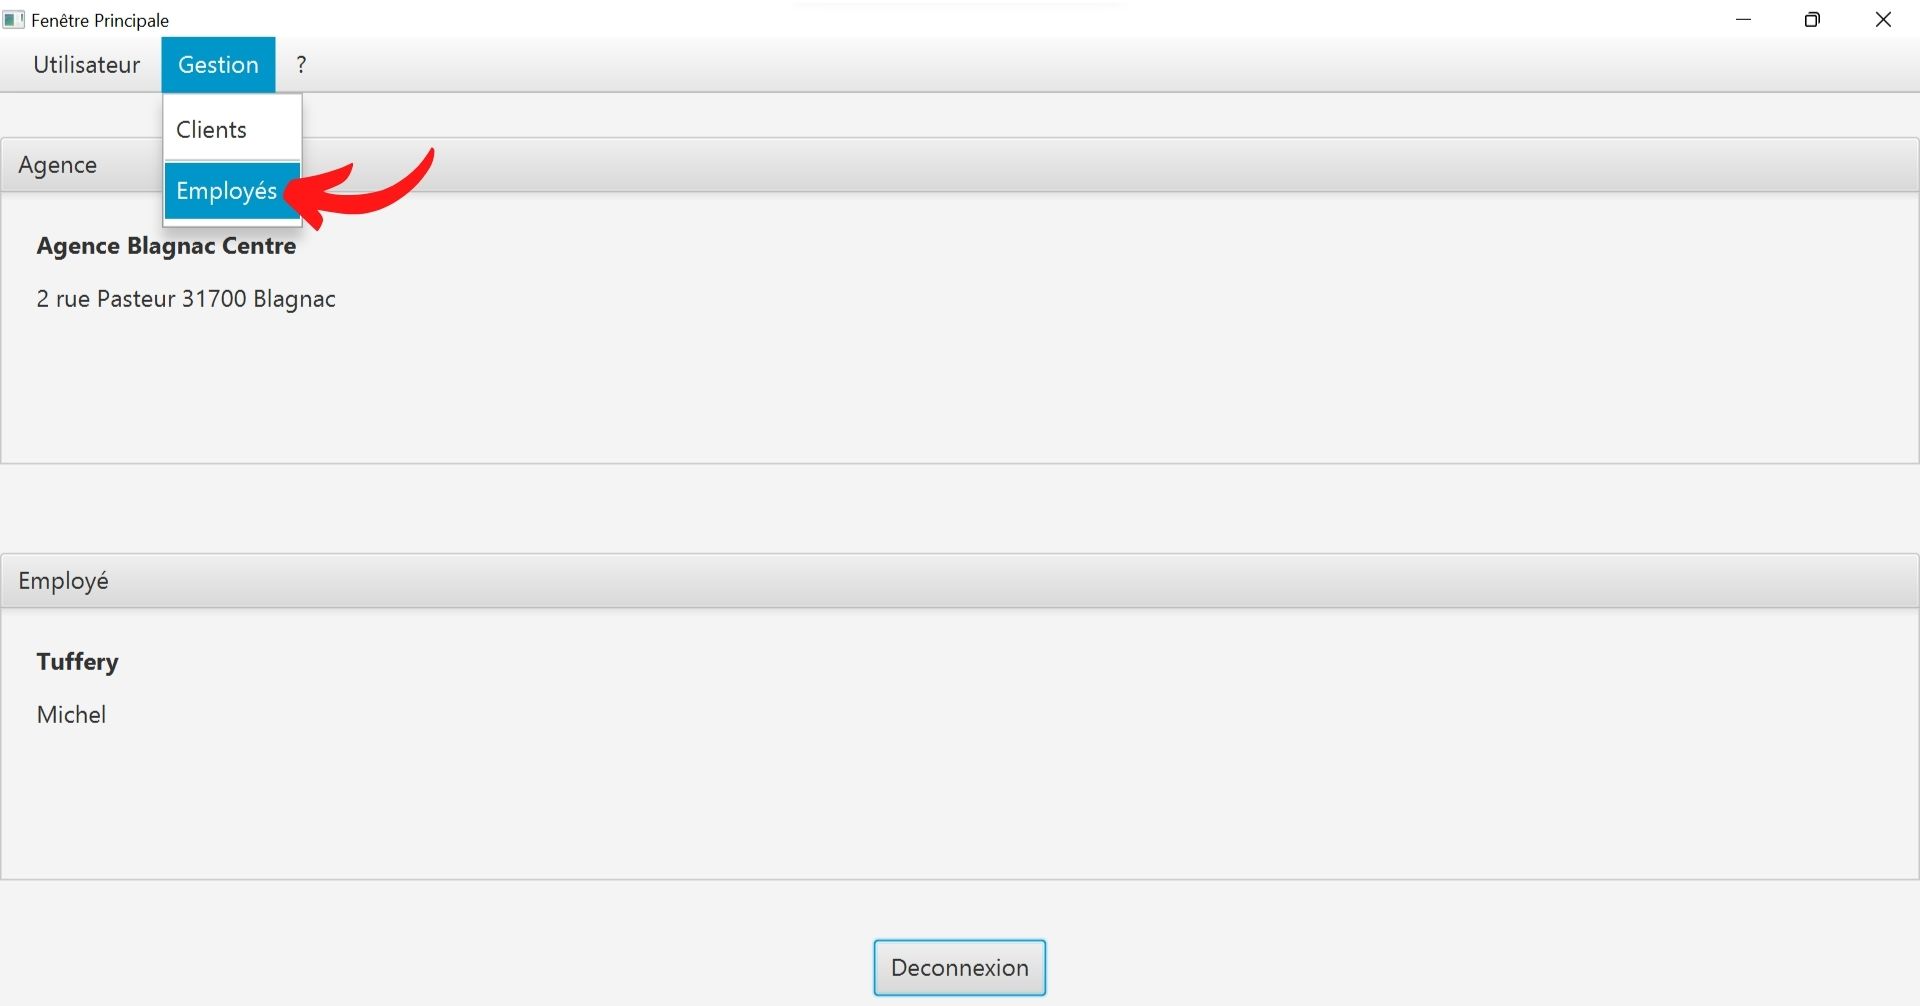 Fenêtre Principale
Utilisateur Gestion ?
Clients
Agence
Employés
Agence Blagnac Centre
2 rue Pasteur 31700 Blagnac
Employé
Tuffery
Michel
Deconnexion